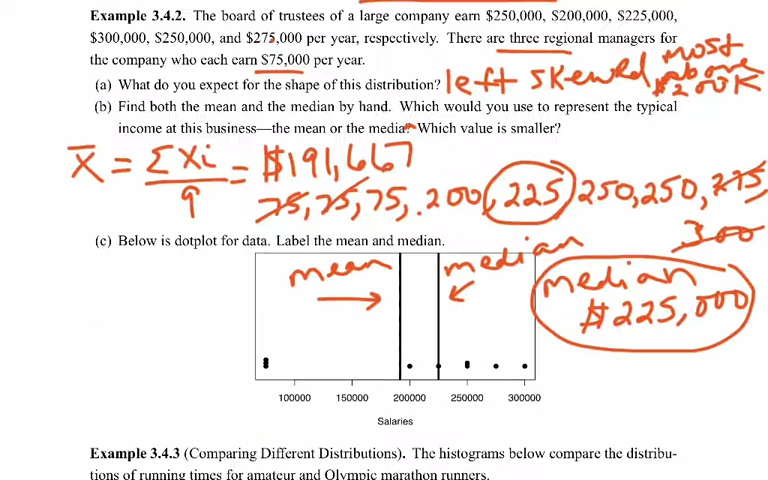 Example 3.4.2. The board of trustees of a large company earn $250,000, $200,000, $225,000,
$300,000, $250,000, and $275,000 per year, respectively. There are three regional managers for
the company who each earn $75,000 per year.
(a) What do you expect for the shape of this distribution? left skewed, most above $200K
(b) Find both the mean and the median by hand. Which would you use to represent the typical
income at this business—the mean or the median? Which value is smaller?
x̄ = Σxi / 9 = $191,667
75, 75, 75, 200, 225, 250, 250, 275, 300
(c) Below is dotplot for data. Label the mean and median.
mean → median ↙
median $225,000
100000 150000 200000 250000 300000
Salaries
Example 3.4.3 (Comparing Different Distributions). The histograms below compare the distribu-
tions of running times for amateur and Olympic marathon runners.